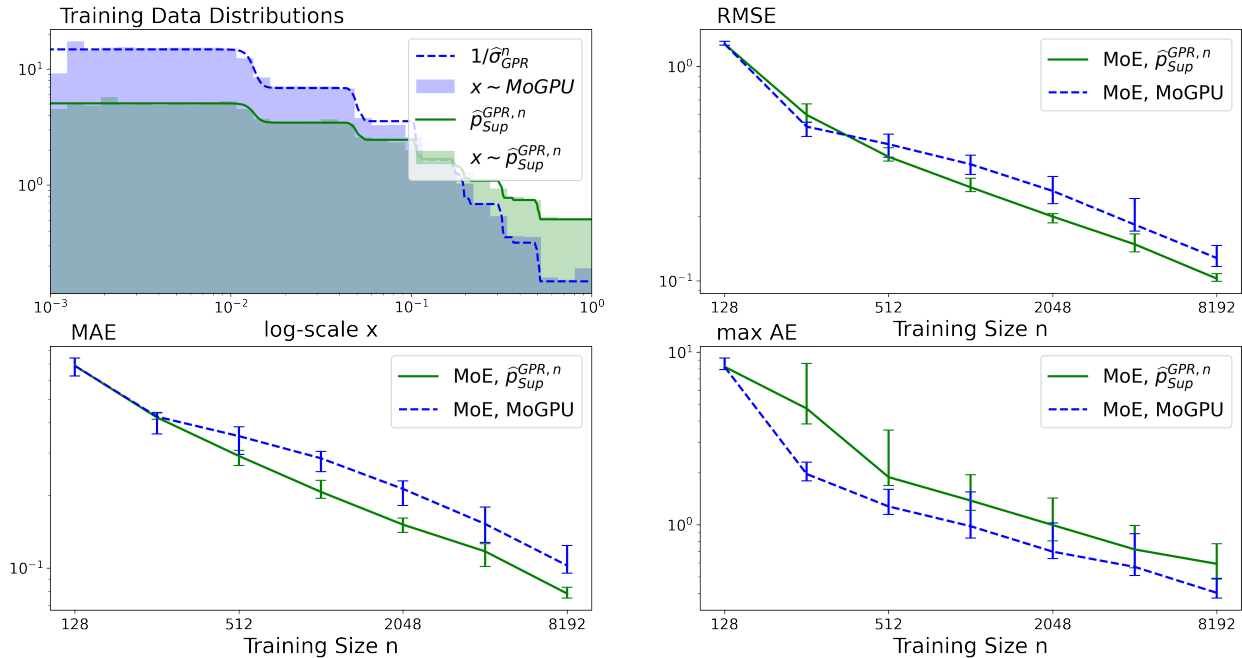 Training Data Distributions
10¹
10⁰
1/σ̂ⁿ_GPR
x ~ MoGPU
p̂^{GPR, n}_{Sup}
x ~ p̂^{GPR, n}_{Sup}
10⁻³
10⁻²
10⁻¹
10⁰
log-scale x
RMSE
10⁰
10⁻¹
MoE, p̂^{GPR, n}_{Sup}
MoE, MoGPU
128
512
2048
8192
Training Size n
MAE
10⁻¹
MoE, p̂^{GPR, n}_{Sup}
MoE, MoGPU
128
512
2048
8192
Training Size n
max AE
10¹
10⁰
MoE, p̂^{GPR, n}_{Sup}
MoE, MoGPU
128
512
2048
8192
Training Size n